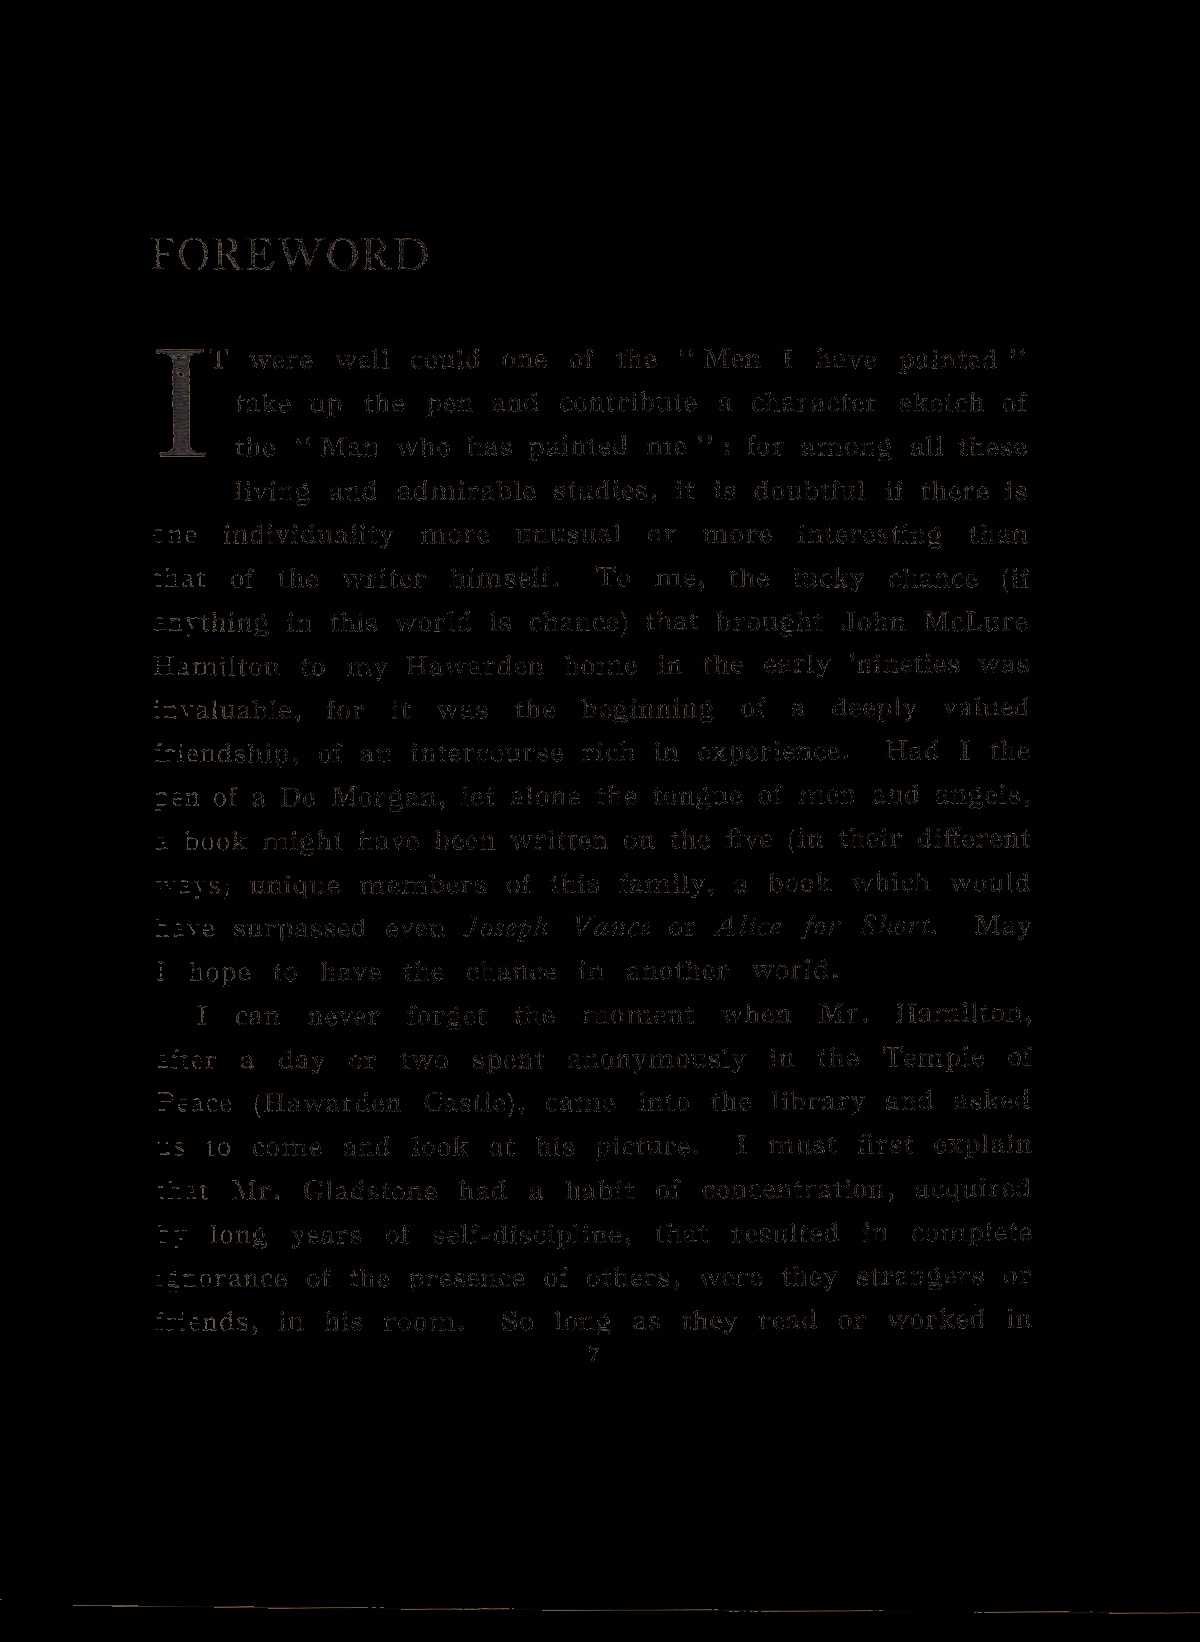 FOREWORD
IT were well could one of the “ Men I have painted ”
take up the pen and contribute a character sketch of
the “ Man who has painted me ” : for among all these
living and admirable studies, it is doubtful if there is
one individuality more unusual or more interesting than
that of the writer himself. To me, the lucky chance (if
anything in this world is chance) that brought John McLure
Hamilton to my Hawarden home in the early 'nineties was
invaluable, for it was the beginning of a deeply valued
friendship, of an intercourse rich in experience. Had I the
pen of a De Morgan, let alone the tongue of men and angels,
a book might have been written on the five (in their different
ways) unique members of this family, a book which would
have surpassed even Joseph Vance or Alice for Short. May
I hope to have the chance in another world.
I can never forget the moment when Mr. Hamilton,
after a day or two spent anonymously in the Temple of
Peace (Hawarden Castle), came into the library and asked
us to come and look at his picture. I must first explain
that Mr. Gladstone had a habit of concentration, acquired
by long years of self-discipline, that resulted in complete
ignorance of the presence of others, were they strangers or
friends, in his room. So long as they read or worked in
7